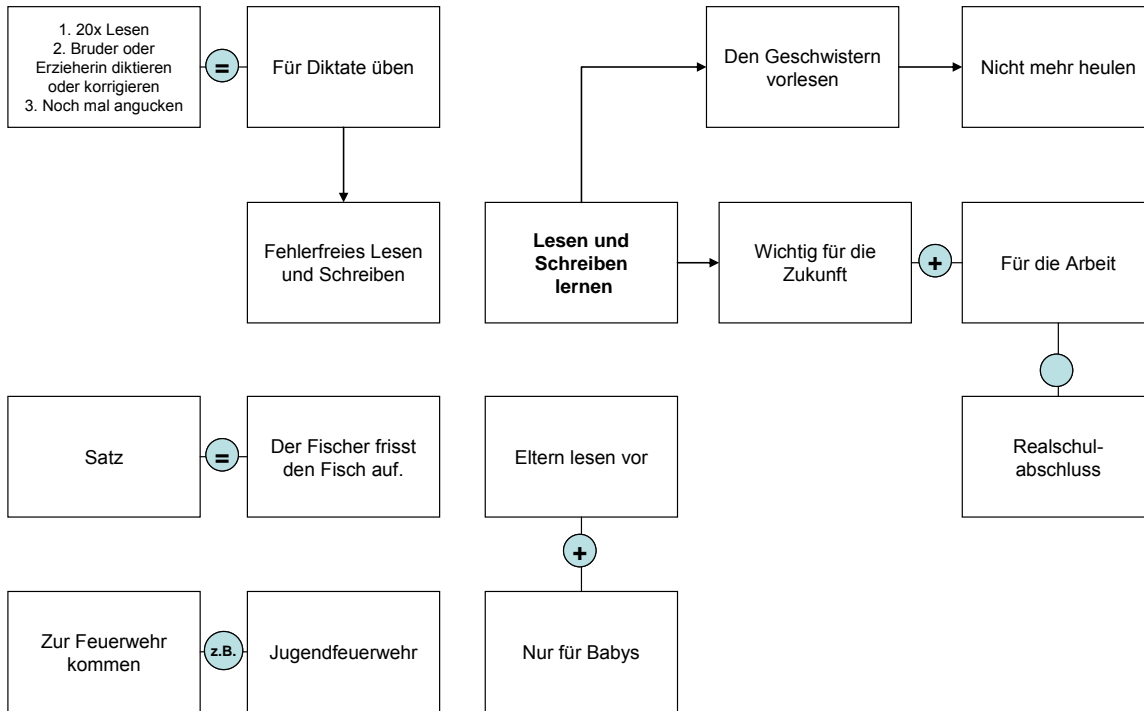 1. 20x Lesen
2. Bruder oder
Erzieherin diktieren
oder korrigieren
3. Noch mal angucken
=
Für Diktate üben
Den Geschwistern
vorlesen
Nicht mehr heulen
Fehlerfreies Lesen
und Schreiben
Lesen und
Schreiben
lernen
Wichtig für die
Zukunft
+
Für die Arbeit
Satz
=
Der Fischer frisst
den Fisch auf.
Eltern lesen vor
Realschul-
abschluss
+
Zur Feuerwehr
kommen
z.B.
Jugendfeuerwehr
Nur für Babys